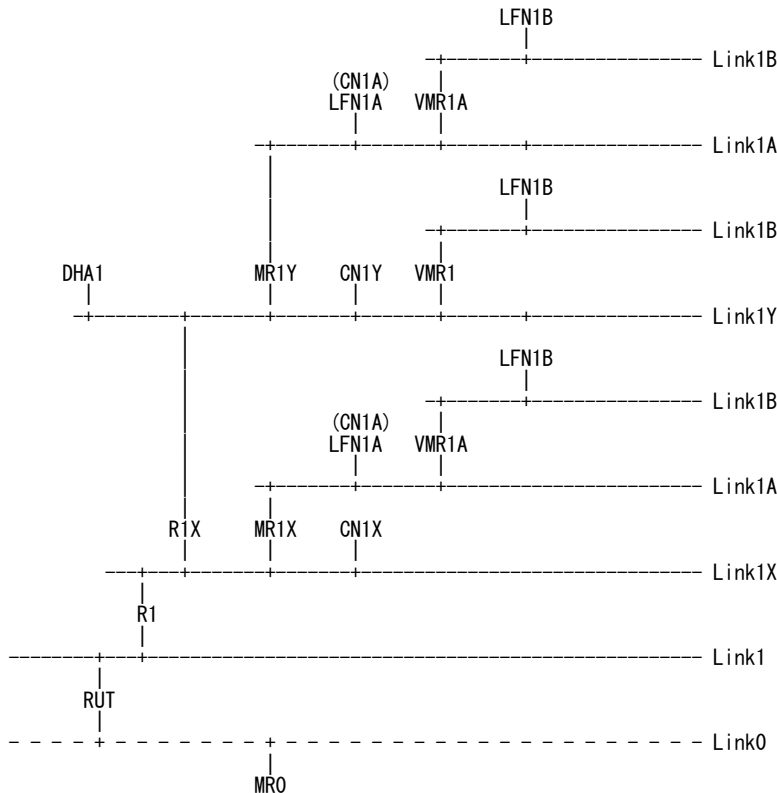 LFN1B
Link1B
(CN1A)
LFN1A VMR1A
Link1A
LFN1B
Link1B
DHA1 MR1Y CN1Y VMR1
Link1Y
LFN1B
Link1B
(CN1A)
LFN1A VMR1A
Link1A
R1X MR1X CN1X
Link1X
R1
Link1
RUT
Link0
MR0